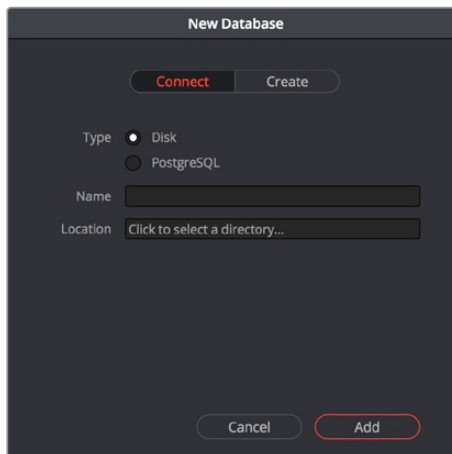 New Database
Connect Create
Type Disk
PostgreSQL
Name
Location Click to select a directory...
Cancel Add